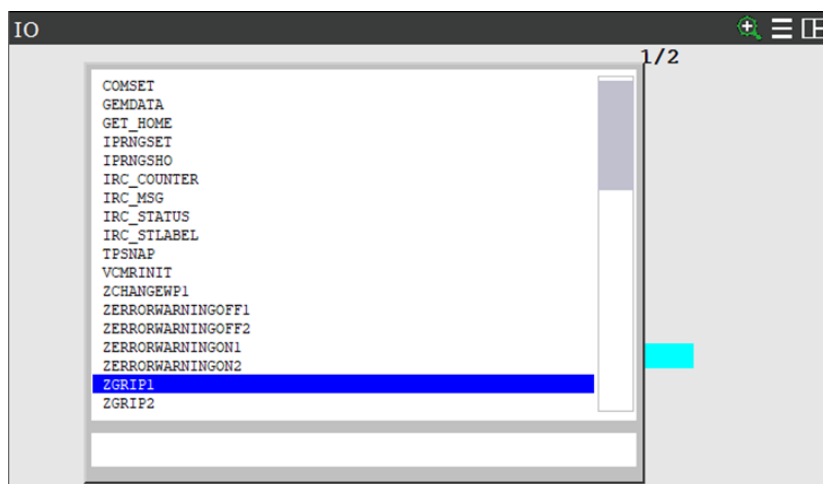 IO
1/2
COMSET
GEMDATA
GET_HOME
IPRNGSET
IPRNGSHO
IRC_COUNTER
IRC_MSG
IRC_STATUS
IRC_STLABEL
TPSNAP
VCMRINIT
ZCHANGEWP1
ZERRORWARNINGOFF1
ZERRORWARNINGOFF2
ZERRORWARNINGON1
ZERRORWARNINGON2
ZGRIP1
ZGRIP2